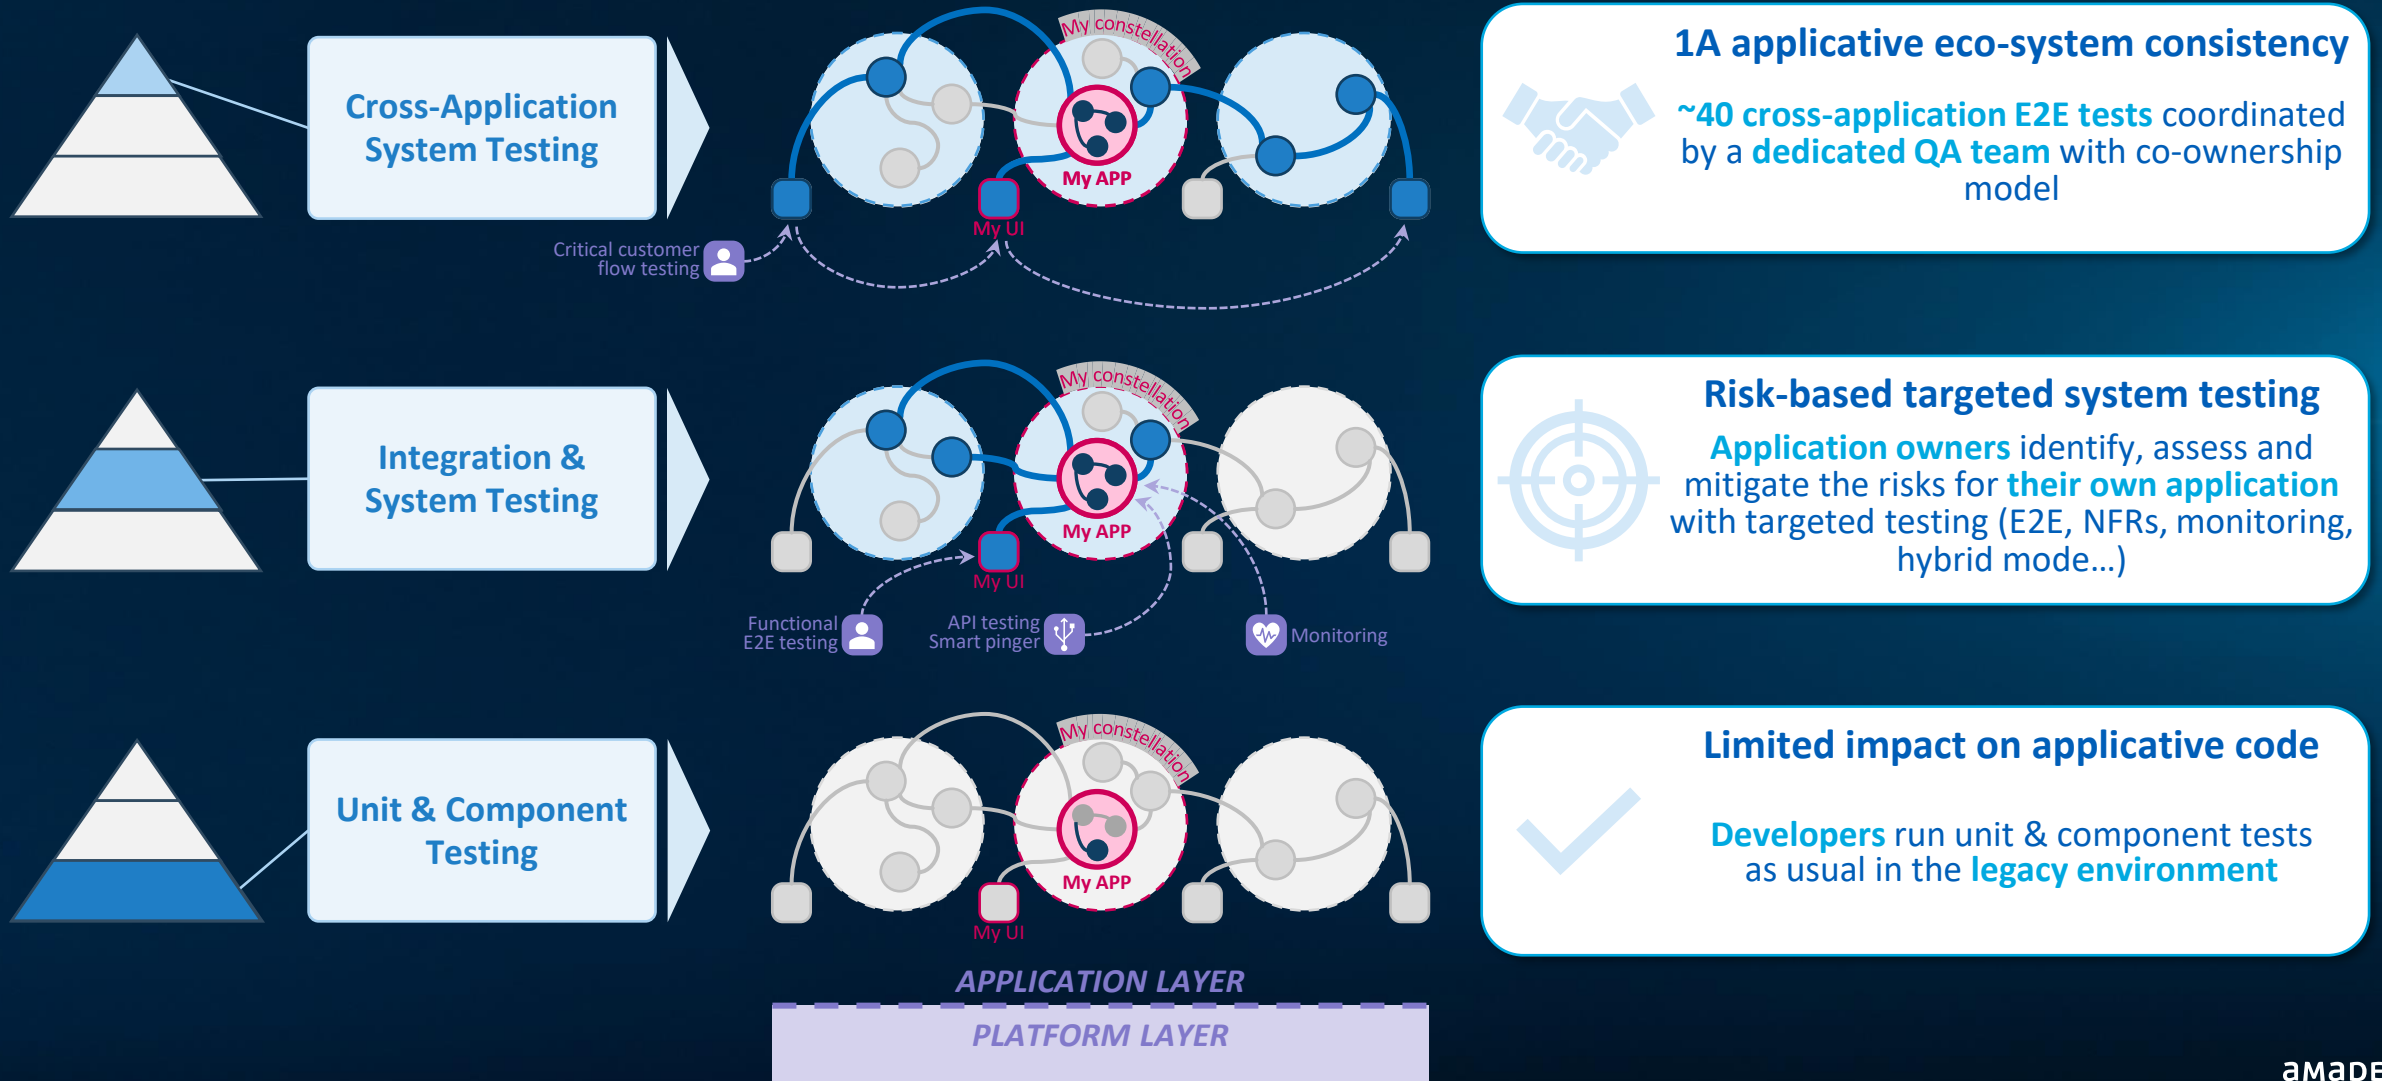 Cross-Application
System Testing
My constellation
My APP
My UI
Critical customer
flow testing
1A applicative eco-system consistency
~40 cross-application E2E tests coordinated
by a dedicated QA team with co-ownership
model
Integration &
System Testing
My constellation
My APP
My UI
Functional
E2E testing
API testing
Smart pinger
Monitoring
Risk-based targeted system testing
Application owners identify, assess and
mitigate the risks for their own application
with targeted testing (E2E, NFRs, monitoring,
hybrid mode...)
Unit & Component
Testing
My constellation
My APP
My UI
Limited impact on applicative code
Developers run unit & component tests
as usual in the legacy environment
APPLICATION LAYER
PLATFORM LAYER